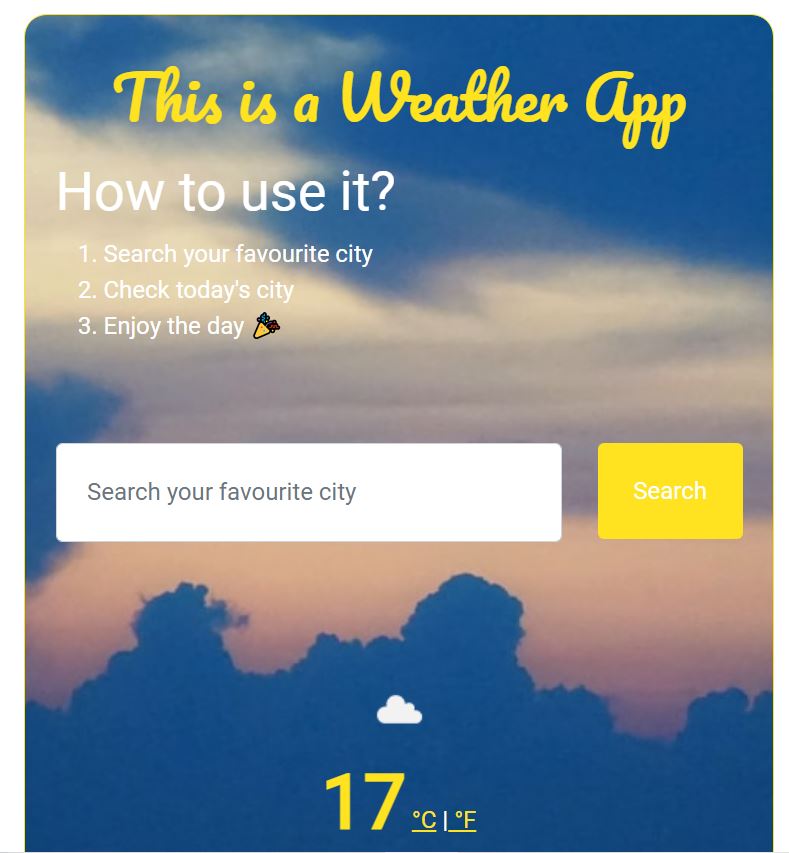 This is a Weather App
How to use it?
1. Search your favourite city
2. Check today's city
3. Enjoy the day 🎉
Search your favourite city
Search
17 °C | °F